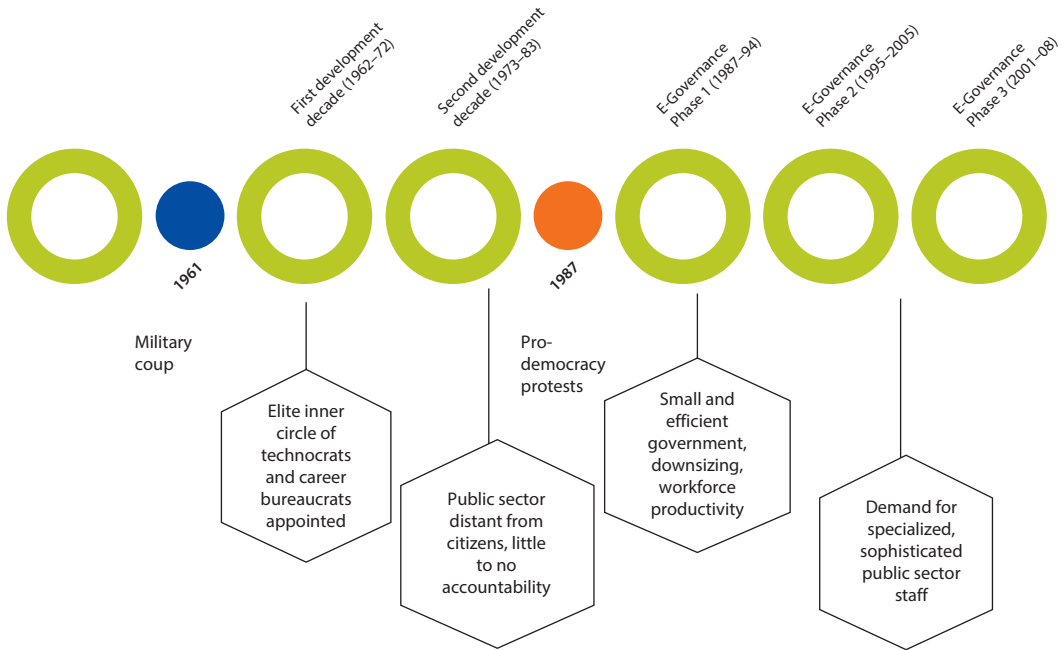 First development
decade (1962–72)
Second development
decade (1973–83)
E-Governance
Phase 1 (1987–94)
E-Governance
Phase 2 (1995–2005)
E-Governance
Phase 3 (2001–08)
1961
1987
Military
coup
Pro-
democracy
protests
Elite inner
circle of
technocrats
and career
bureaucrats
appointed
Public sector
distant from
citizens, little
to no
accountability
Small and
efficient
government,
downsizing,
workforce
productivity
Demand for
specialized,
sophisticated
public sector
staff